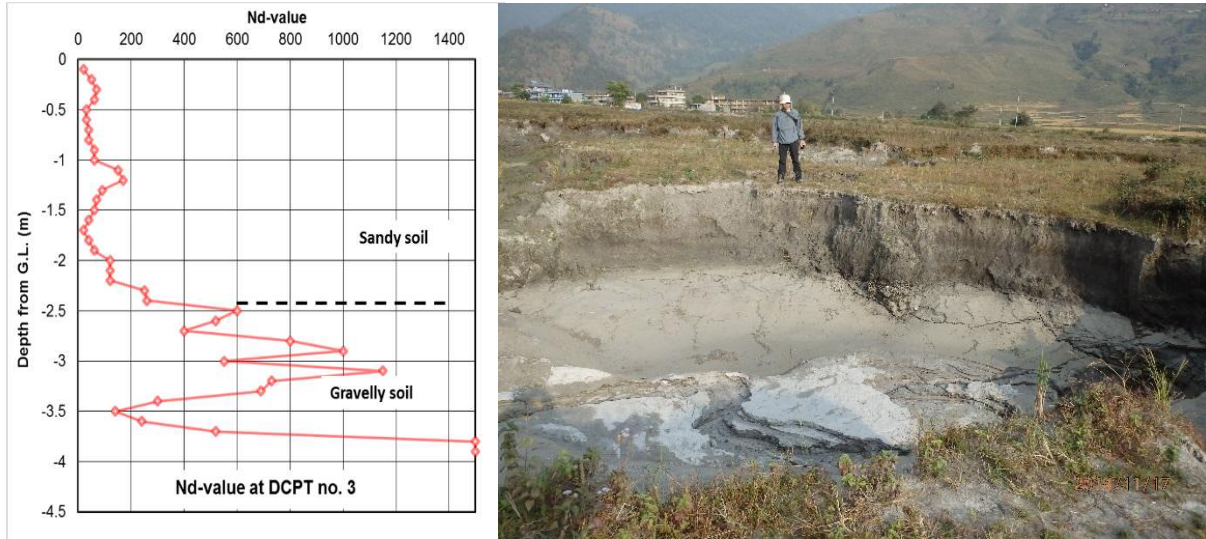 Nd-value
0 200 400 600 800 1000 1200 1400
0
-0.5
-1
-1.5
-2
-2.5
-3
-3.5
-4
-4.5
Depth from G.L. (m)
Sandy soil
Gravelly soil
Nd-value at DCPT no. 3